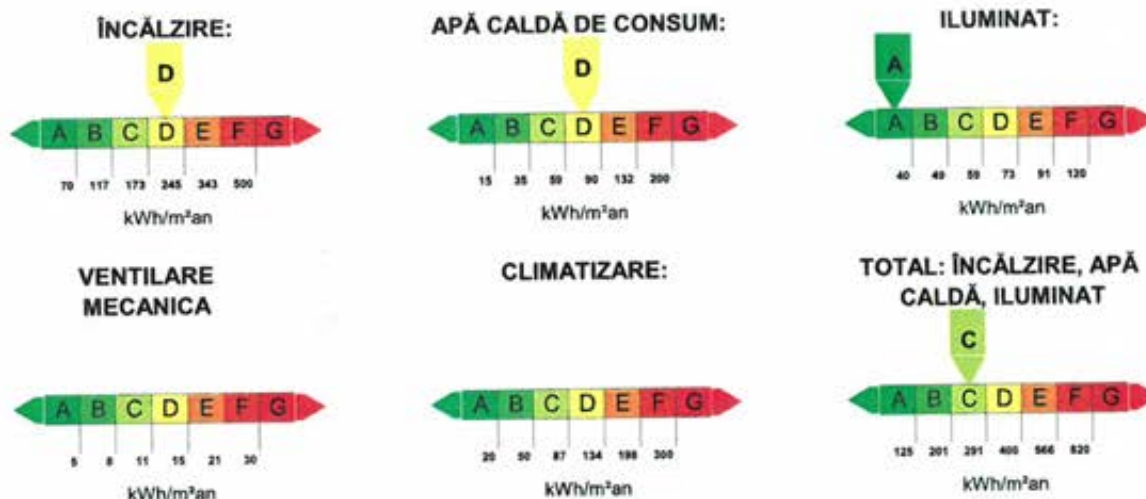 ÎNCĂLZIRE:
D
A B C D E F G
70 117 173 245 343 500
kWh/m²an
APĂ CALDĂ DE CONSUM:
D
A B C D E F G
15 35 59 90 132 200
kWh/m²an
ILUMINAT:
A
A B C D E F G
40 49 59 73 91 120
kWh/m²an
VENTILARE
MECANICA
A B C D E F G
5 8 11 15 21 30
kWh/m²an
CLIMATIZARE:
A B C D E F G
20 50 87 134 198 300
kWh/m²an
TOTAL: ÎNCĂLZIRE, APĂ
CALDĂ, ILUMINAT
C
A B C D E F G
125 201 291 400 566 820
kWh/m²an